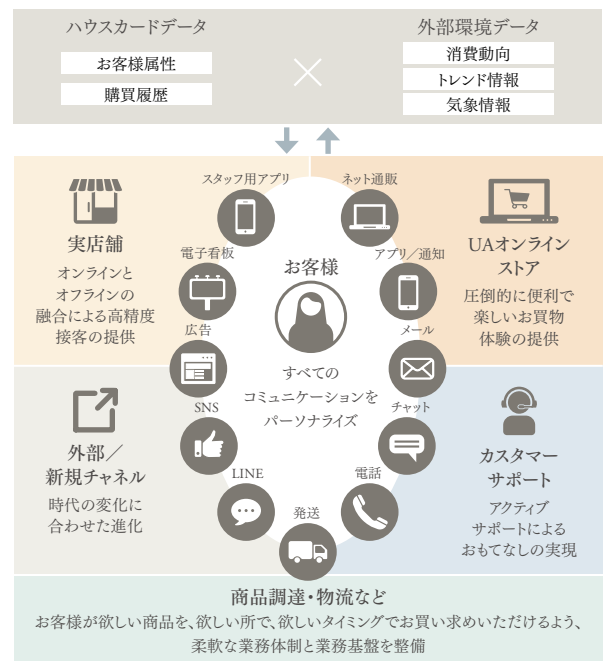 ハウスカードデータ
お客様属性
購買履歴
外部環境データ
消費動向
トレンド情報
気象情報
スタッフ用アプリ
ネット通販
実店舗
オンラインと
オフラインの
融合による高精度
接客の提供
電子看板
アプリ／通知
UAオンライン
ストア
圧倒的に便利で
楽しいお買物
体験の提供
お客様
すべての
コミュニケーションを
パーソナライズ
広告
メール
SNS
チャット
LINE
電話
発送
外部／
新規チャネル
時代の変化に
合わせた進化
カスタマー
サポート
アクティブ
サポートによる
おもてなしの実現
商品調達・物流など
お客様が欲しい商品を、欲しい所で、欲しいタイミングでお買い求めいただけるよう、
柔軟な業務体制と業務基盤を整備